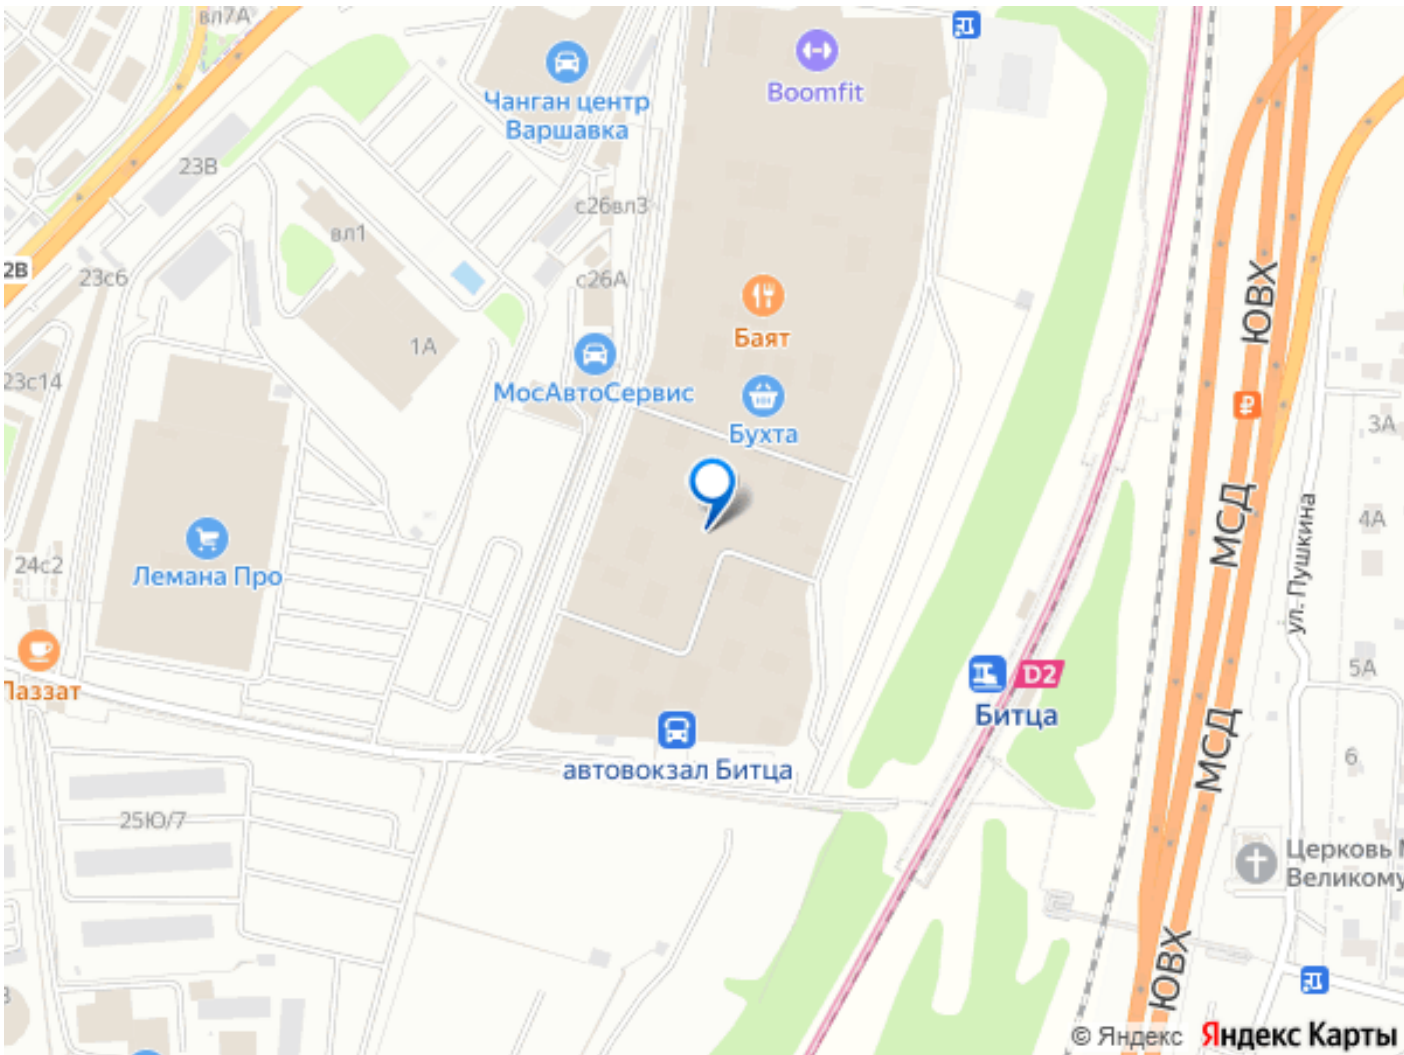 вл7А
Boomfit
Чанган центр
Варшавка
23В
с26вл3
вл1
2В
23с6
с26А
Баят
1А
23с14
МосАвтоСервис
Бухта
ЮВХ
₽
3А
МСД
4А
ул. Пушкина
24с2
Лемана Про
5А
D2
Битца
Лаззат
МСД
6
автовокзал Битца
25Ю/7
Церковь
Великому
ЮВХ
© Яндекс Яндекс Карты